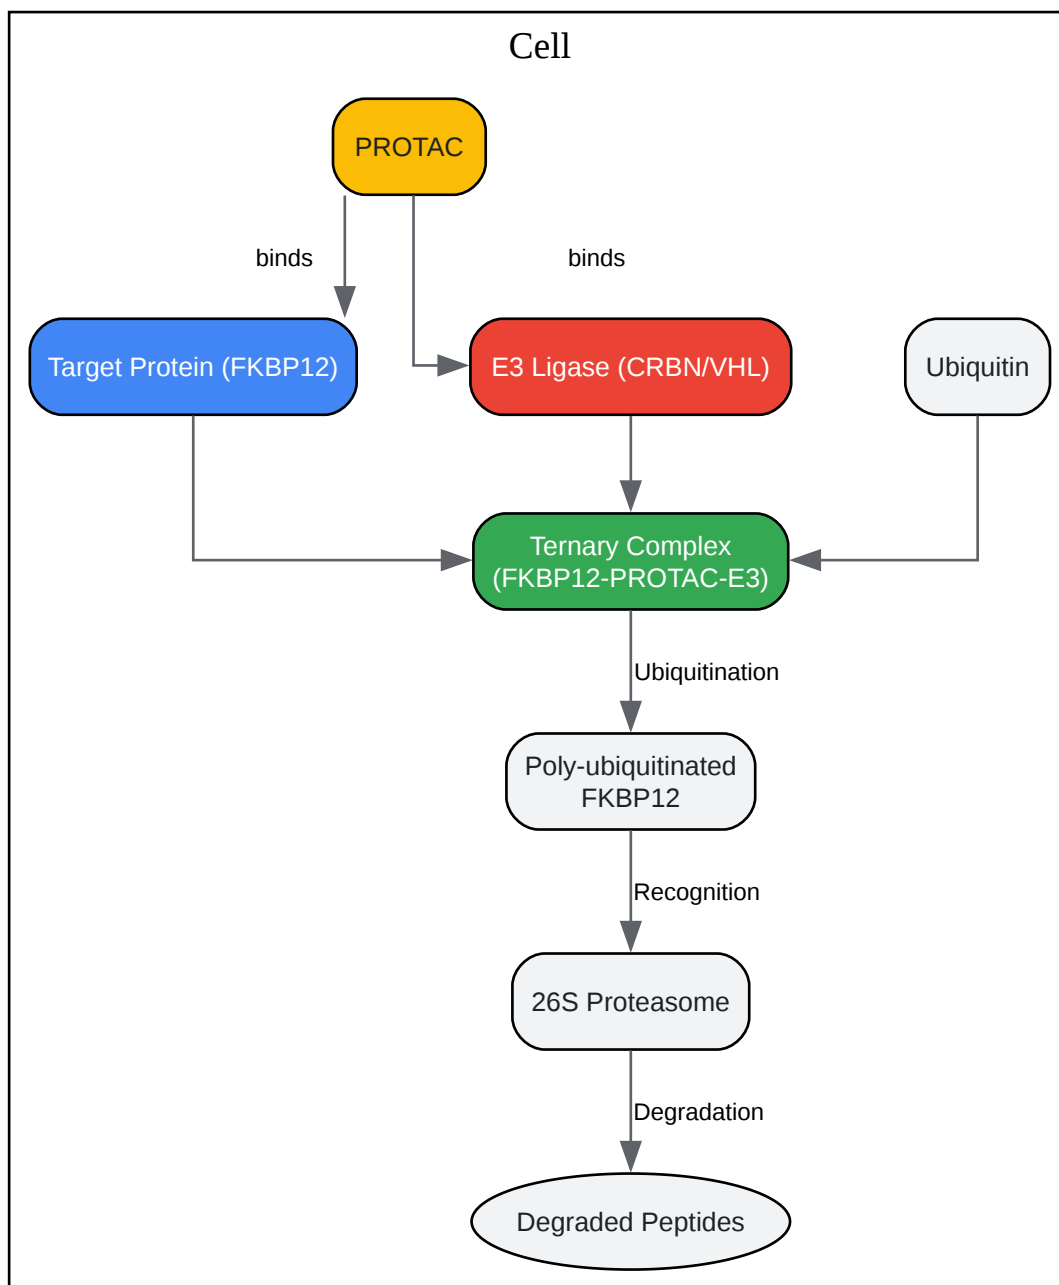 Cell
PROTAC
binds
binds
Target Protein (FKBP12)
E3 Ligase (CRBN/VHL)
Ubiquitin
Ternary Complex
(FKBP12-PROTAC-E3)
Ubiquitination
Poly-ubiquitinated
FKBP12
Recognition
26S Proteasome
Degradation
Degraded Peptides